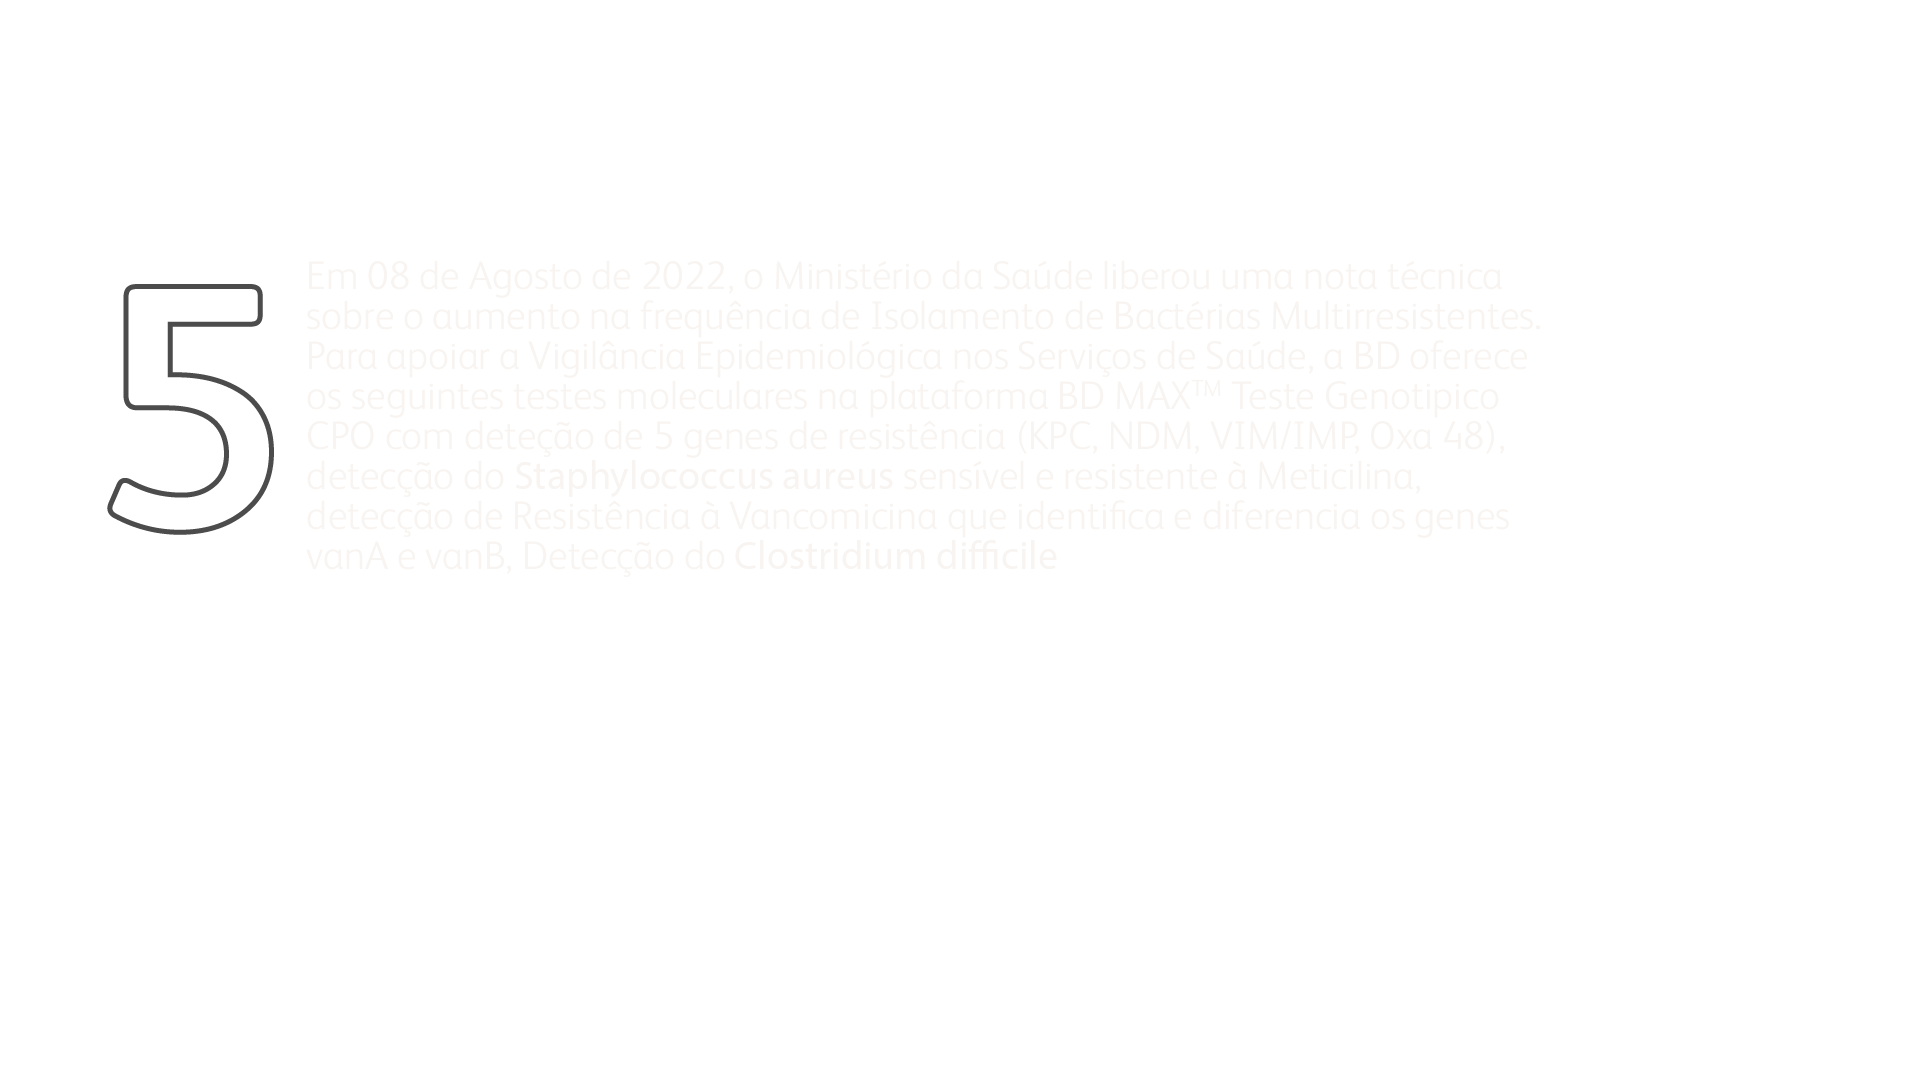 5
Em 08 de Agosto de 2022, o Ministério da Saúde liberou uma nota técnica
sobre o aumento na frequência de Isolamento de Bactérias Multirresistentes.
Para apoiar a Vigilância Epidemiológica nos Serviços de Saúde, a BD oferece
os seguintes testes moleculares na plataforma BD MAX™ Teste Genotipico
CPO com deteção de 5 genes de resistência (KPC, NDM, VIM/IMP, Oxa 48),
detecção do Staphylococcus aureus sensível e resistente à Meticilina,
detecção de Resistência à Vancomicina que identifica e diferencia os genes
vanA e vanB, Detecção do Clostridium difficile